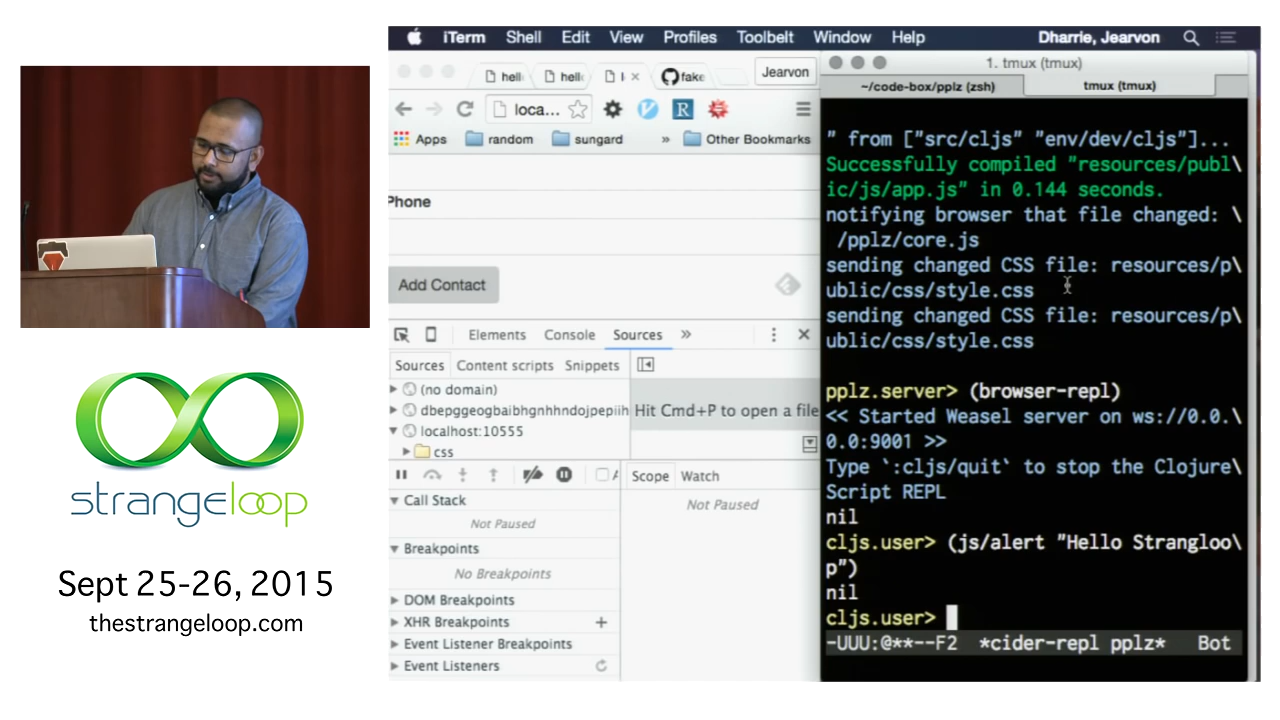 iTerm Shell Edit View Profiles Toolbelt Window Help Dharrie, Jearvon
hell hell l × fake Jearvon
1. tmux (tmux)
~/code-box/pplz (zsh) tmux (tmux)
loca...
Apps random sungard » Other Bookmarks
Phone
Add Contact
Elements Console Sources »
Sources Content scripts Snippets
(no domain)
dbepggeogbaibhgnhhndojpepiih
localhost:10555
css
Hit Cmd+P to open a file
Scope Watch
Call Stack
Not Paused
Not Paused
Breakpoints
No Breakpoints
DOM Breakpoints
XHR Breakpoints
Event Listener Breakpoints
Event Listeners
" from ["src/cljs" "env/dev/cljs"]...
Successfully compiled "resources/publ\
ic/js/app.js" in 0.144 seconds.
notifying browser that file changed: \
/pplz/core.js
sending changed CSS file: resources/p\
ublic/css/style.css
sending changed CSS file: resources/p\
ublic/css/style.css
pplz.server> (browser-repl)
<< Started Weasel server on ws://0.0.\
0.0:9001 >>
Type `:cljs/quit` to stop the Clojure\
Script REPL
nil
cljs.user> (js/alert "Hello Strangloo\
p")
nil
cljs.user>
-UUU:@**--F2 *cider-repl pplz* Bot
strangeloop
Sept 25-26, 2015
thestrangeloop.com